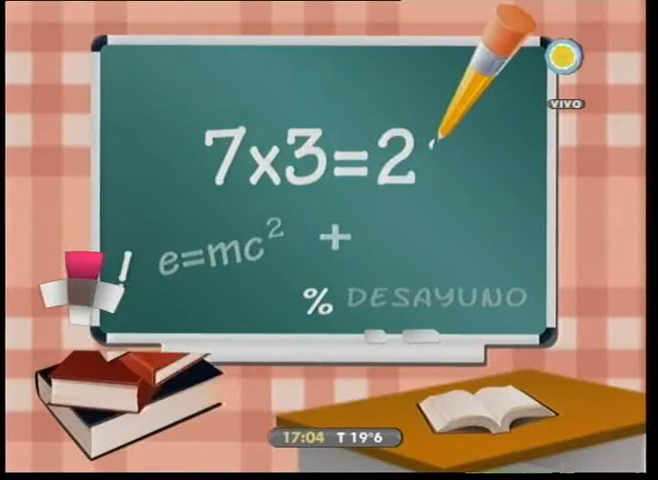 VIVO
7x3=2
e=mc²
+
% DESAYUNO
17:04 T 19°6